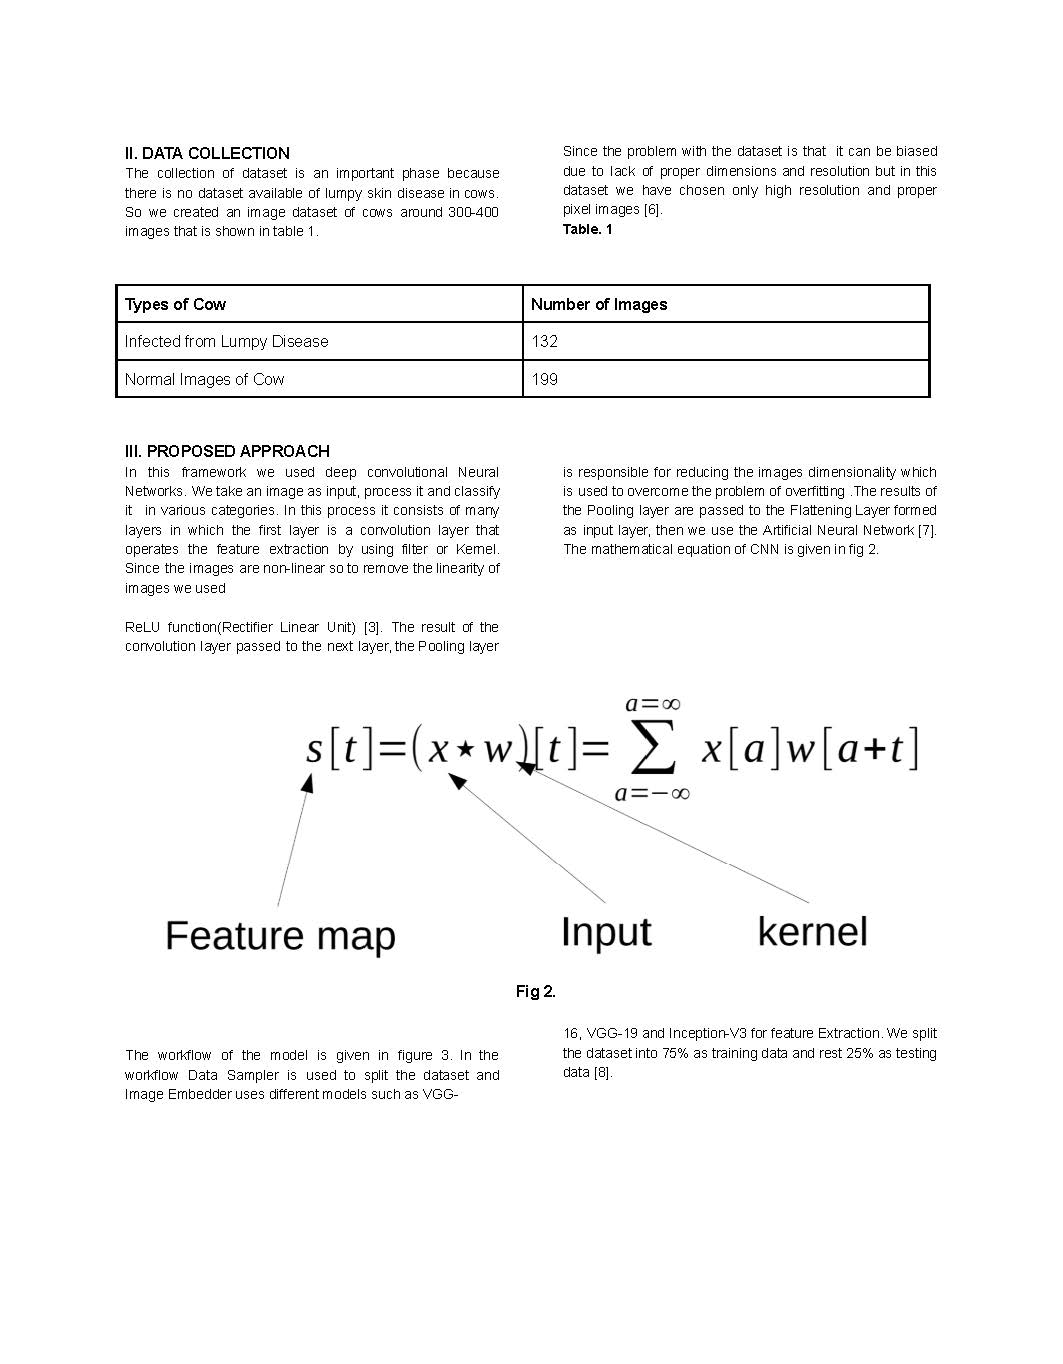 II. DATA COLLECTION
The collection of dataset is an important phase because
there is no dataset available of lumpy skin disease in cows.
So we created an image dataset of cows around 300-400
images that is shown in table 1.
Since the problem with the dataset is that it can be biased
due to lack of proper dimensions and resolution but in this
dataset we have chosen only high resolution and proper
pixel images [6].
Table. 1
Types of Cow Number of Images
Infected from Lumpy Disease 132
Normal Images of Cow 199
III. PROPOSED APPROACH
In this framework we used deep convolutional Neural
Networks. We take an image as input, process it and classify
it in various categories. In this process it consists of many
layers in which the first layer is a convolution layer that
operates the feature extraction by using filter or Kernel.
Since the images are non-linear so to remove the linearity of
images we used
ReLU function(Rectifier Linear Unit) [3]. The result of the
convolution layer passed to the next layer, the Pooling layer
is responsible for reducing the images dimensionality which
is used to overcome the problem of overfitting .The results of
the Pooling layer are passed to the Flattening Layer formed
as input layer, then we use the Artificial Neural Network [7].
The mathematical equation of CNN is given in fig 2.
a=∞
s[t]=(x⋆w)[t]= ∑ x[a]w[a+t]
a=−∞
Feature map Input kernel
Fig 2.
The workflow of the model is given in figure 3. In the
workflow Data Sampler is used to split the dataset and
Image Embedder uses different models such as VGG-
16, VGG-19 and Inception-V3 for feature Extraction. We split
the dataset into 75% as training data and rest 25% as testing
data [8].